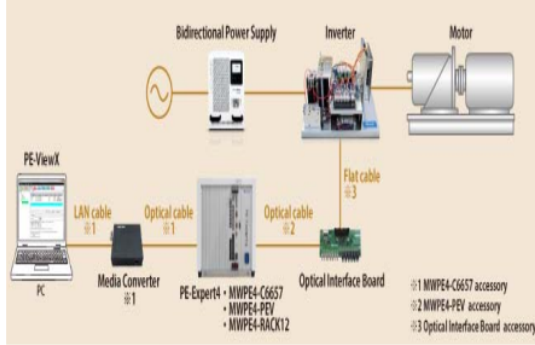 Bidirectional Power Supply
Inverter
Motor
PE-ViewX
Flat cable
※3
LAN cable
※1
Optical cable
※1
Optical cable
※2
PC
Media Converter
※1
PE-Expert4 • MWPE4-C6657
• MWPE4-PEV
• MWPE4-RACK12
Optical Interface Board
※1 MWPE4-C6657 accessory
※2 MWPE4-PEV accessory
※3 Optical Interface Board accessory